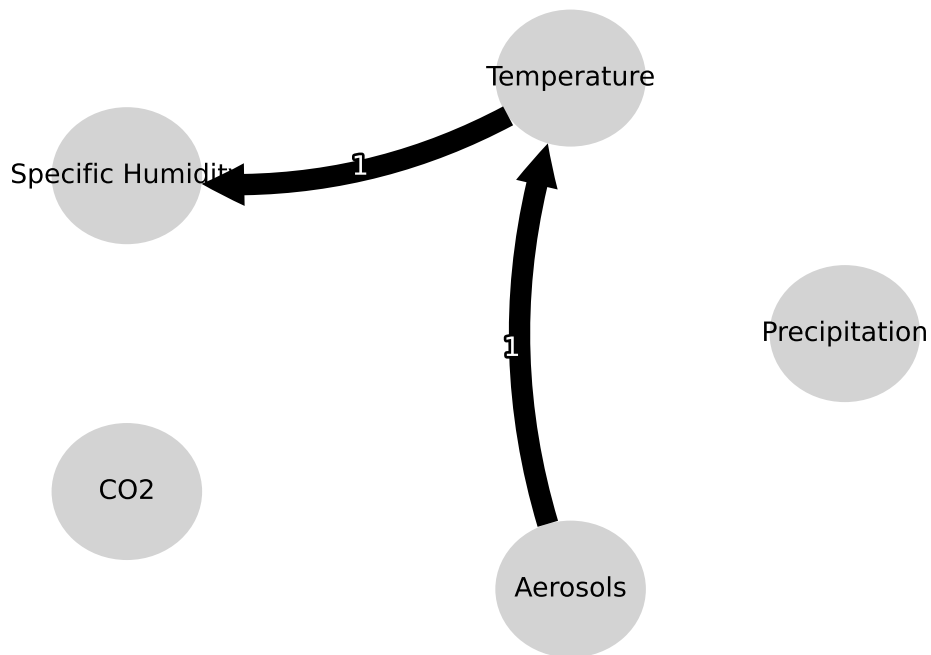 Temperature
Specific Humidity
1
1
Precipitation
CO2
Aerosols